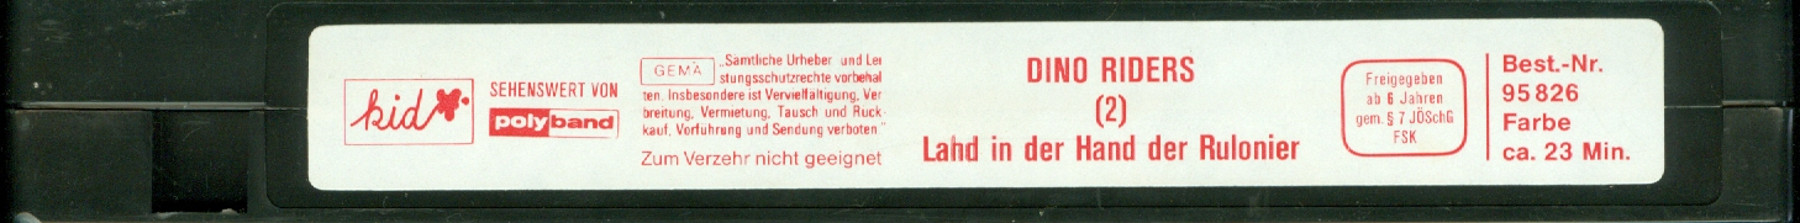 kid
SEHENSWERT VON
polyband
GEMA
„Sämtliche Urheber- und Lei
stungsschutzrechte vorbehal
ten. Insbesondere ist Vervielfältigung, Ver
breitung, Vermietung, Tausch und Rück-
kauf, Vorführung und Sendung verboten"
Zum Verzehr nicht geeignet
DINO RIDERS
(2)
Lahd in der Hand der Rulonier
Freigegeben
ab 6 Jahren
gem. § 7 JÖSchG
FSK
Best.-Nr.
95826
Farbe
ca. 23 Min.